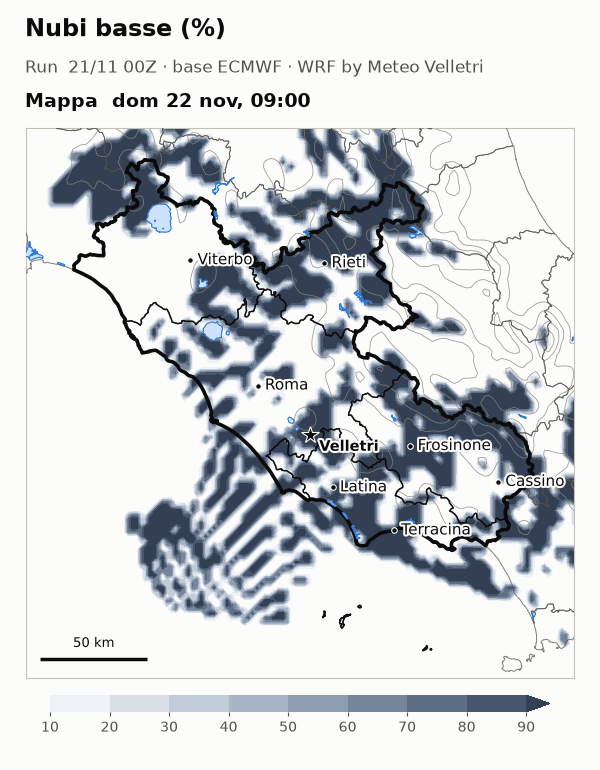 Nubi basse (%)
Run 21/11 00Z · base ECMWF · WRF by Meteo Velletri
Mappa dom 22 nov, 09:00
Viterbo
Rieti
Roma
Velletri
Frosinone
Latina
Cassino
Terracina
50 km
10 20 30 40 50 60 70 80 90